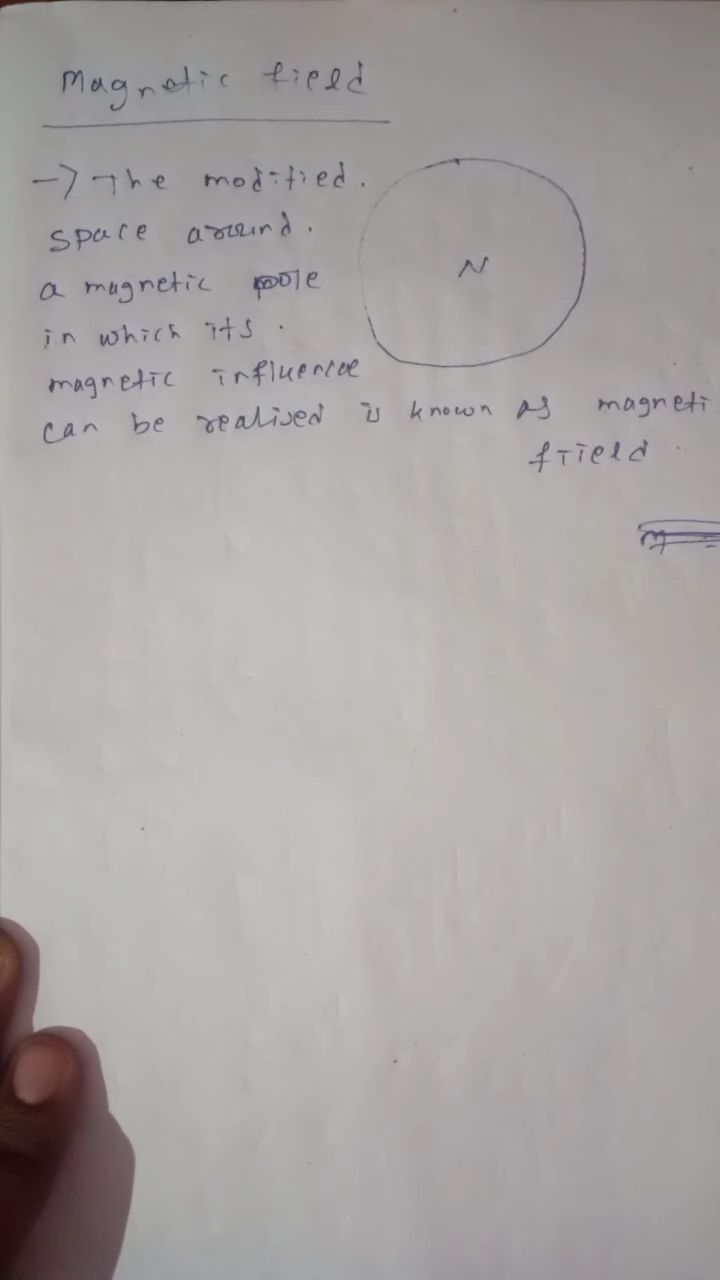 Magnetic field
→ The modified.
space around.
a magnetic pole
in which its.
magnetic influence
can be realised is known as magneti
field.
N